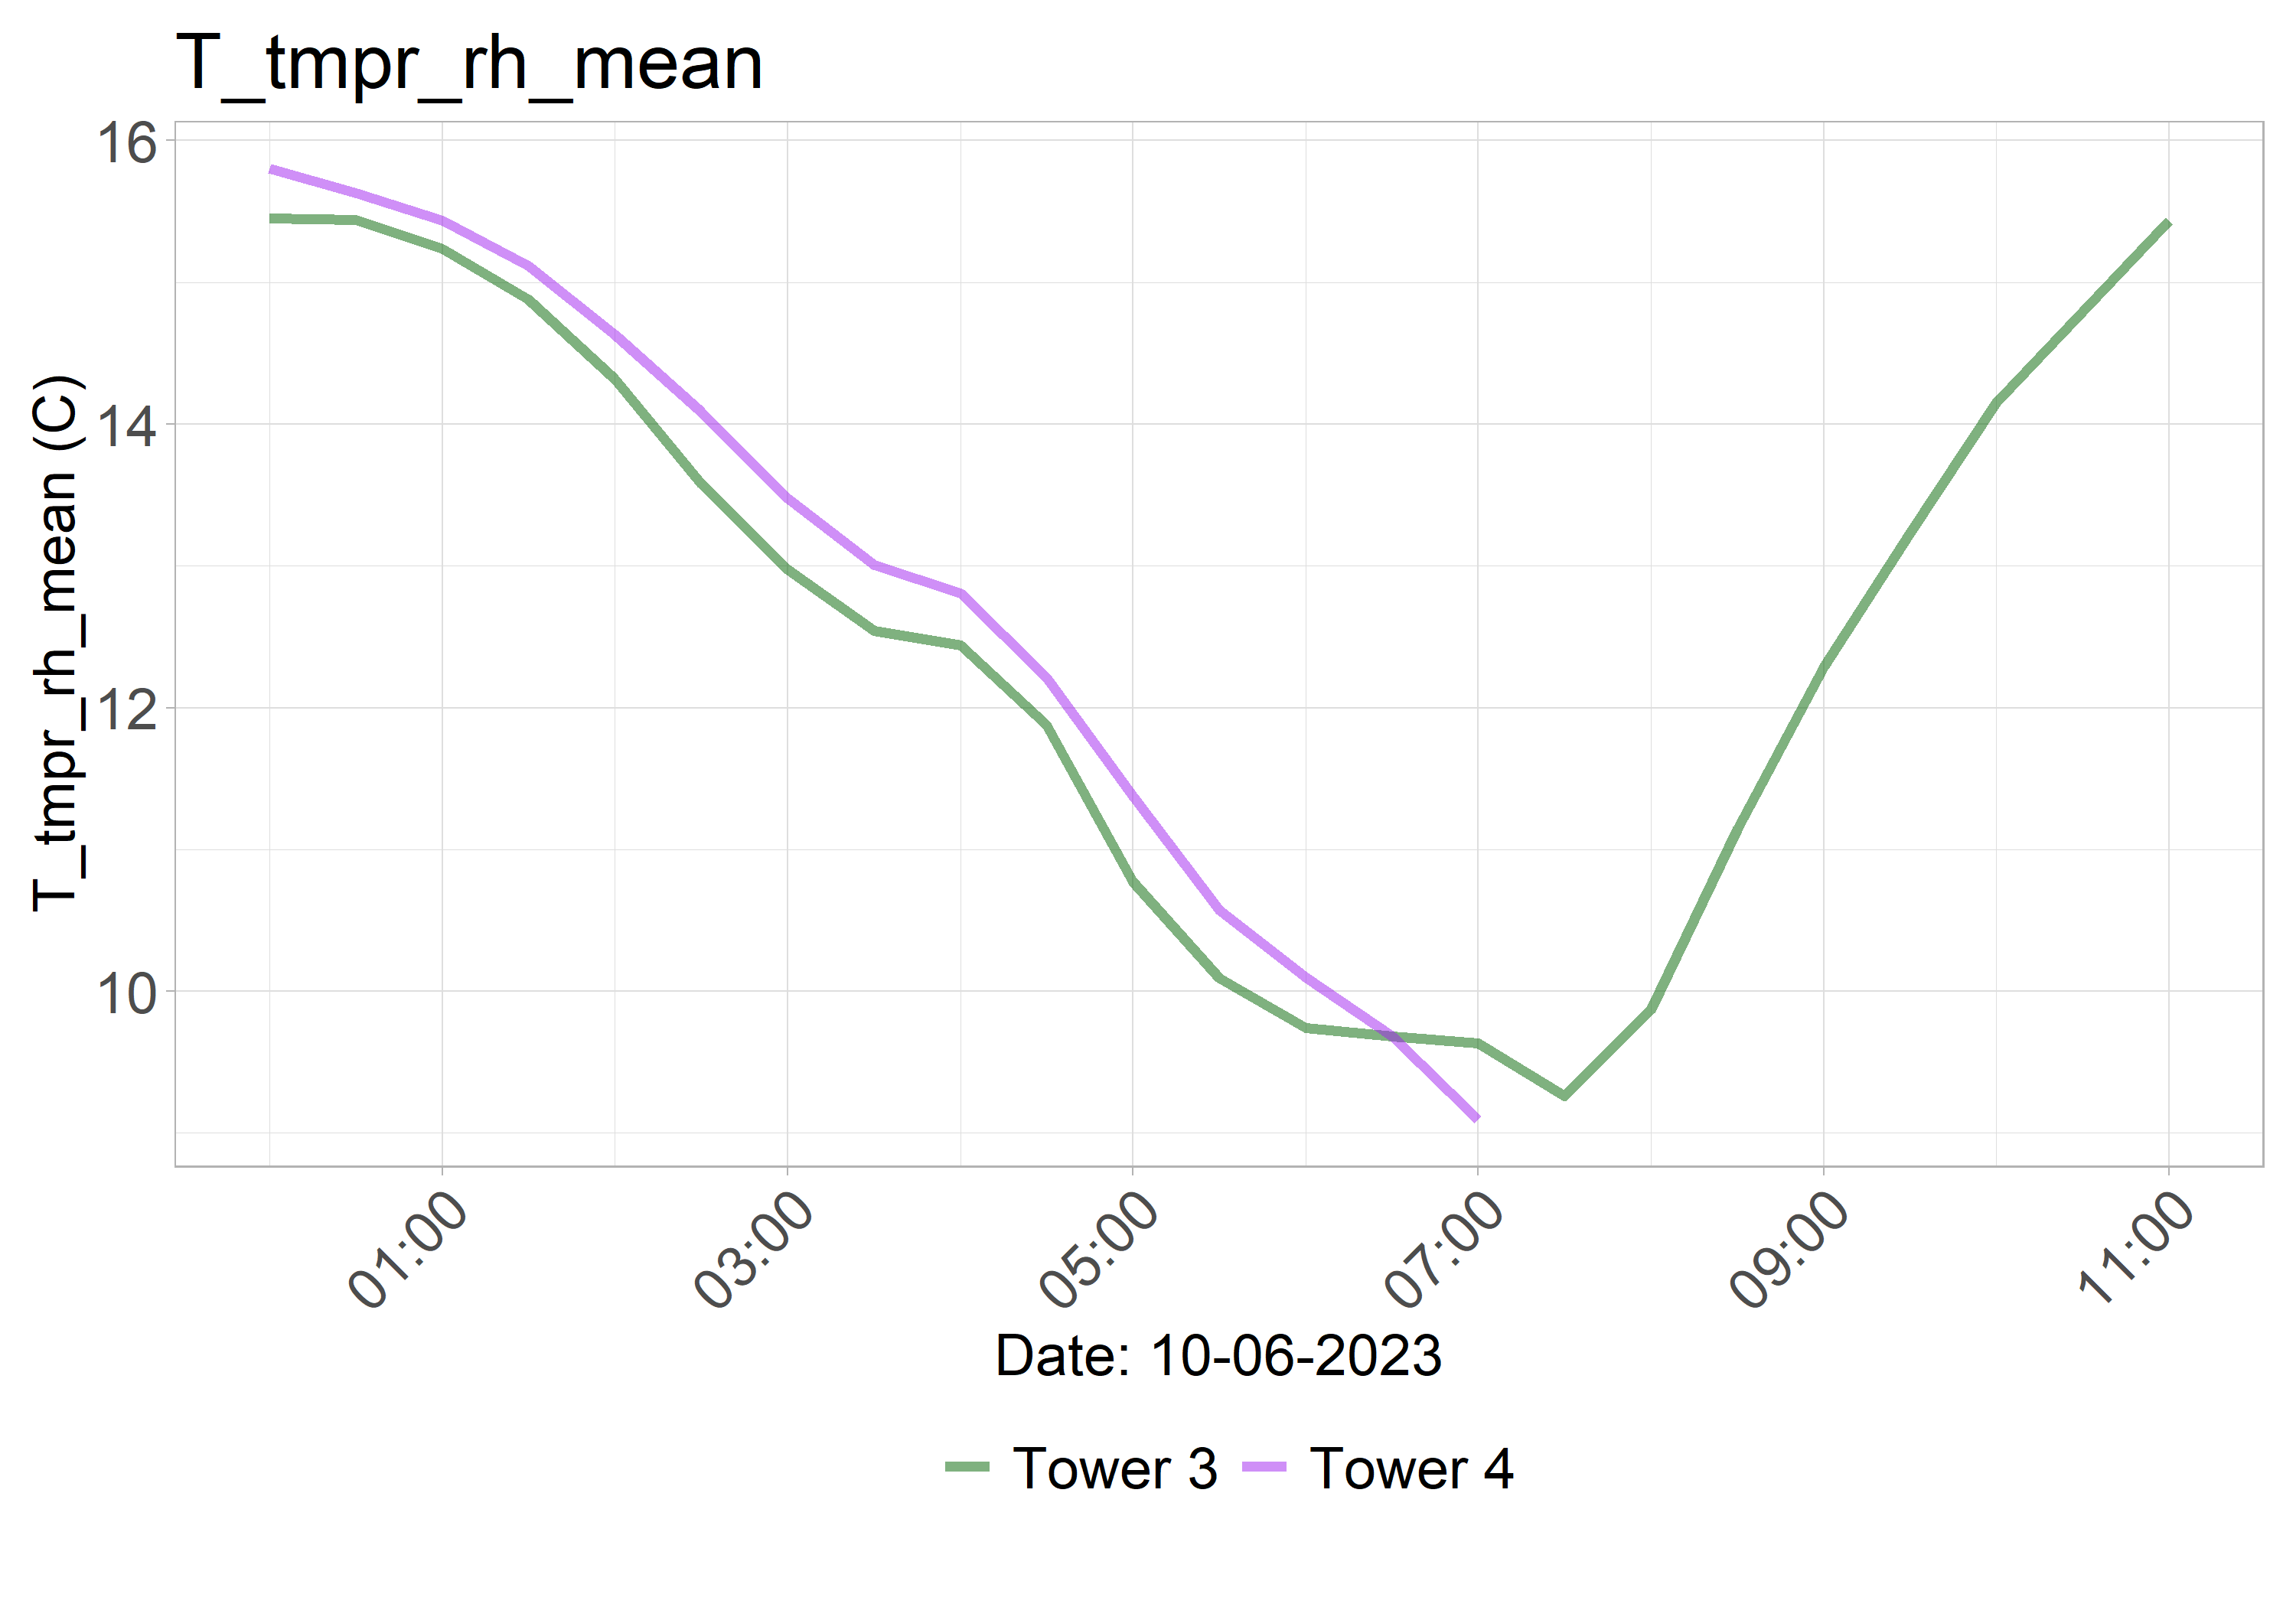 T_tmpr_rh_mean
T_tmpr_rh_mean (C)
16
14
12
10
01:00
03:00
05:00
07:00
09:00
11:00
Date: 10-06-2023
Tower 3
Tower 4